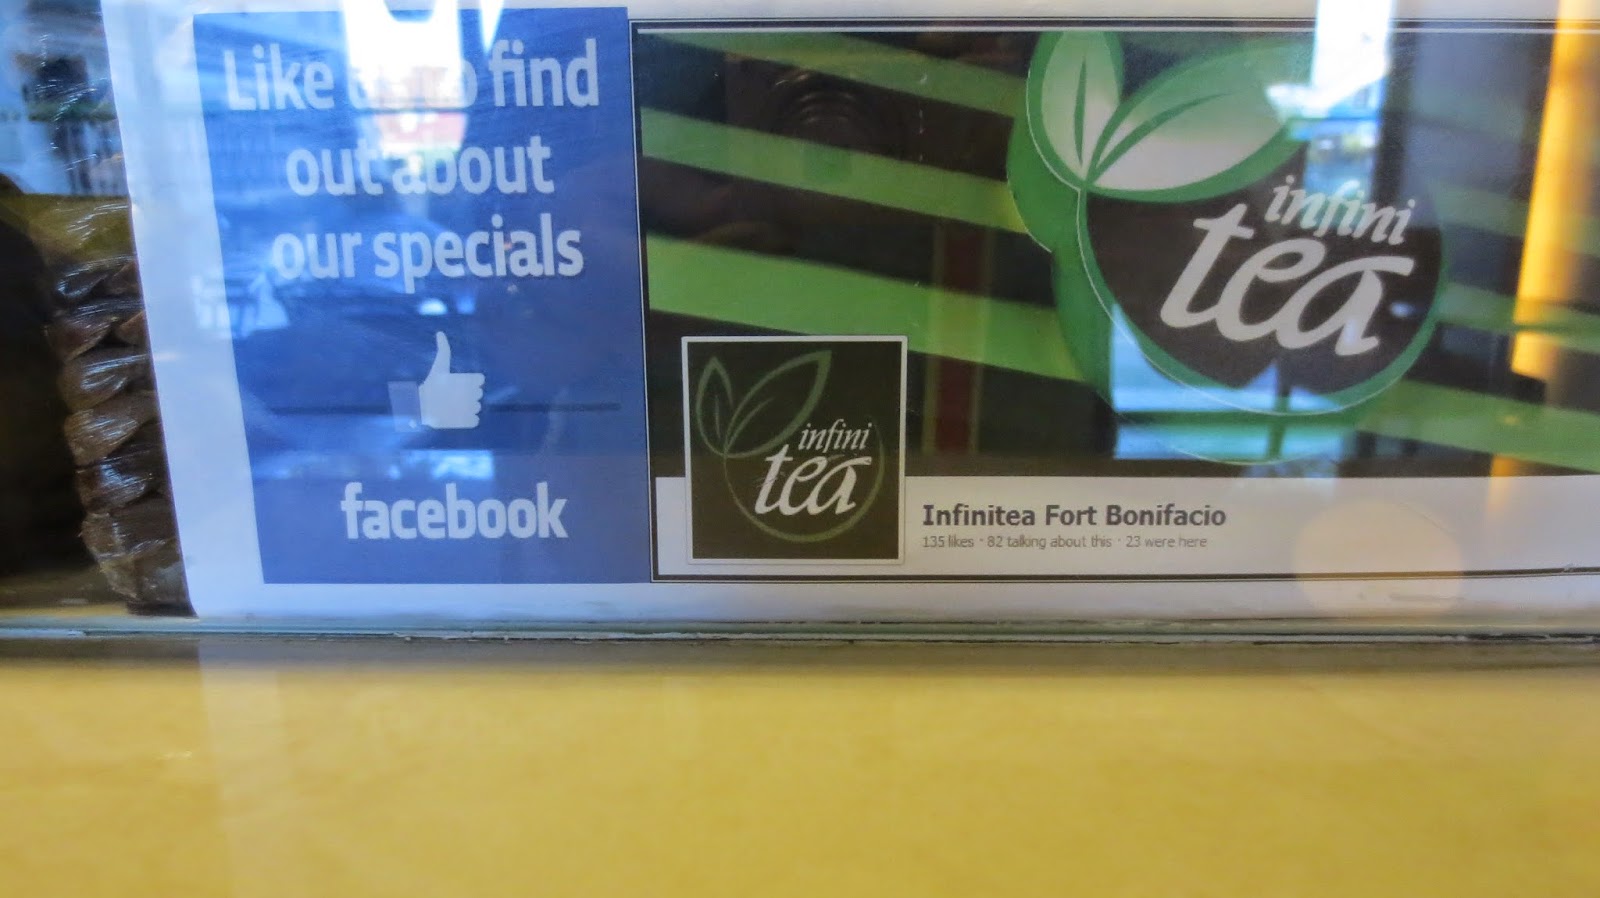 Like us to find
out about
our specials
facebook
infini
tea
infini
tea
Infinitea Fort Bonifacio
135 likes · 82 talking about this · 23 were here